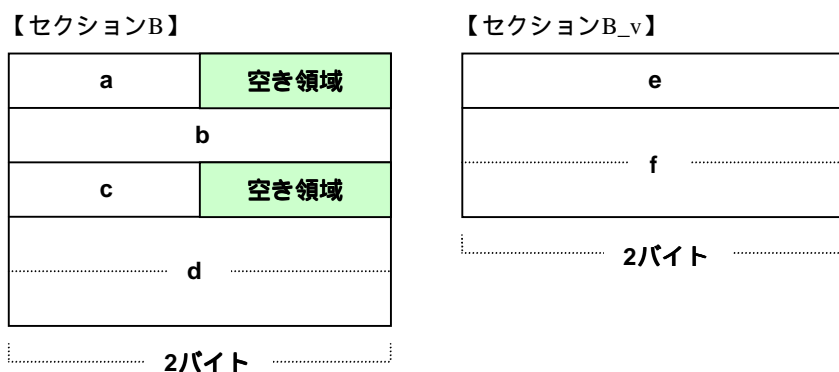 【セクションB】
a
空き領域
b
c
空き領域
d
2バイト
【セクションB_v】
e
f
2バイト